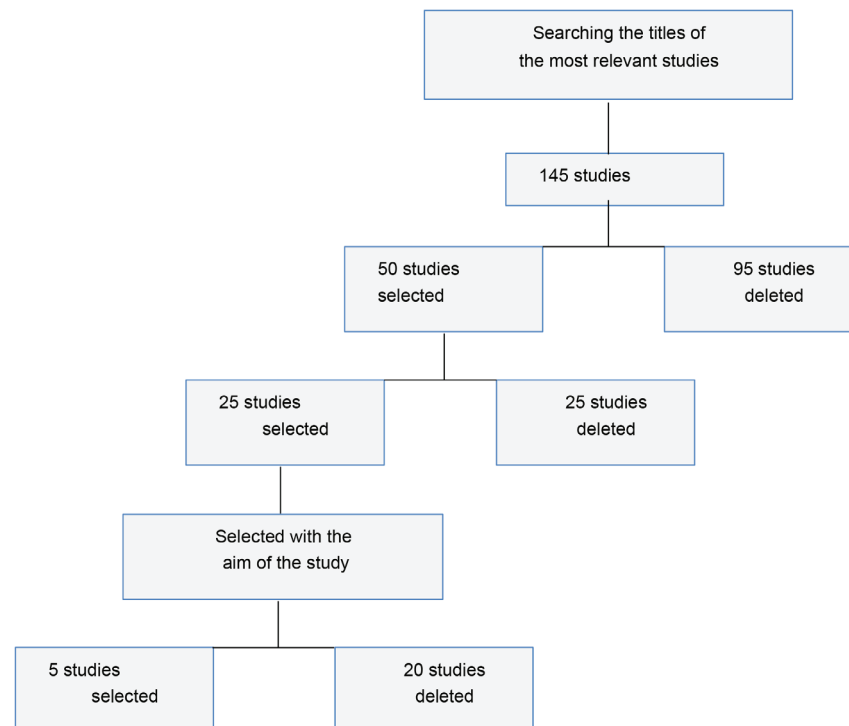 Searching the titles of
the most relevant studies
145 studies
50 studies
selected
95 studies
deleted
25 studies
selected
25 studies
deleted
Selected with the
aim of the study
5 studies
selected
20 studies
deleted